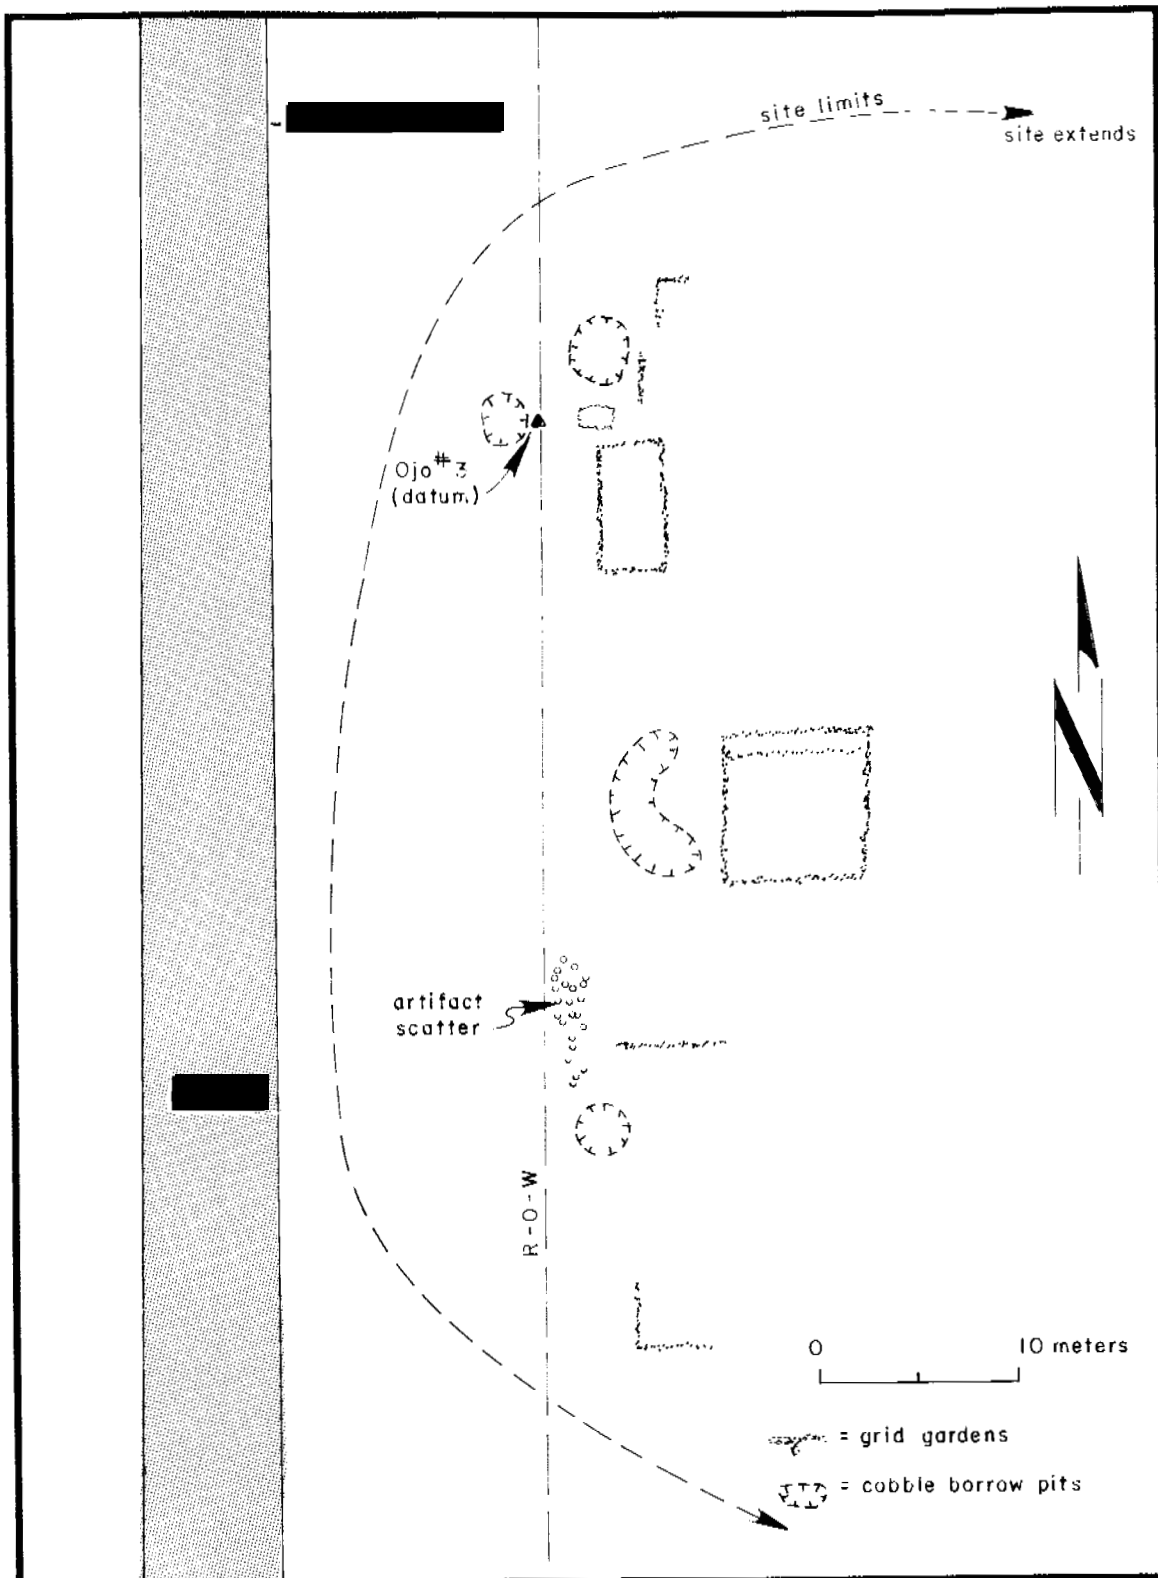 site limits
site extends
Ojo #3
(datum)
N
artifact
scatter
R-O-W
0 10 meters
= grid gardens
= cobble borrow pits